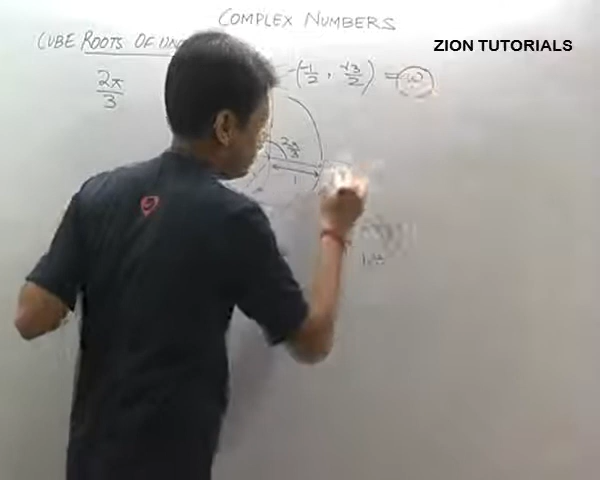 COMPLEX NUMBERS
CUBE ROOTS OF
ZION TUTORIALS
2π/3
(-1/2, √3/2) = ω
2π/3
1